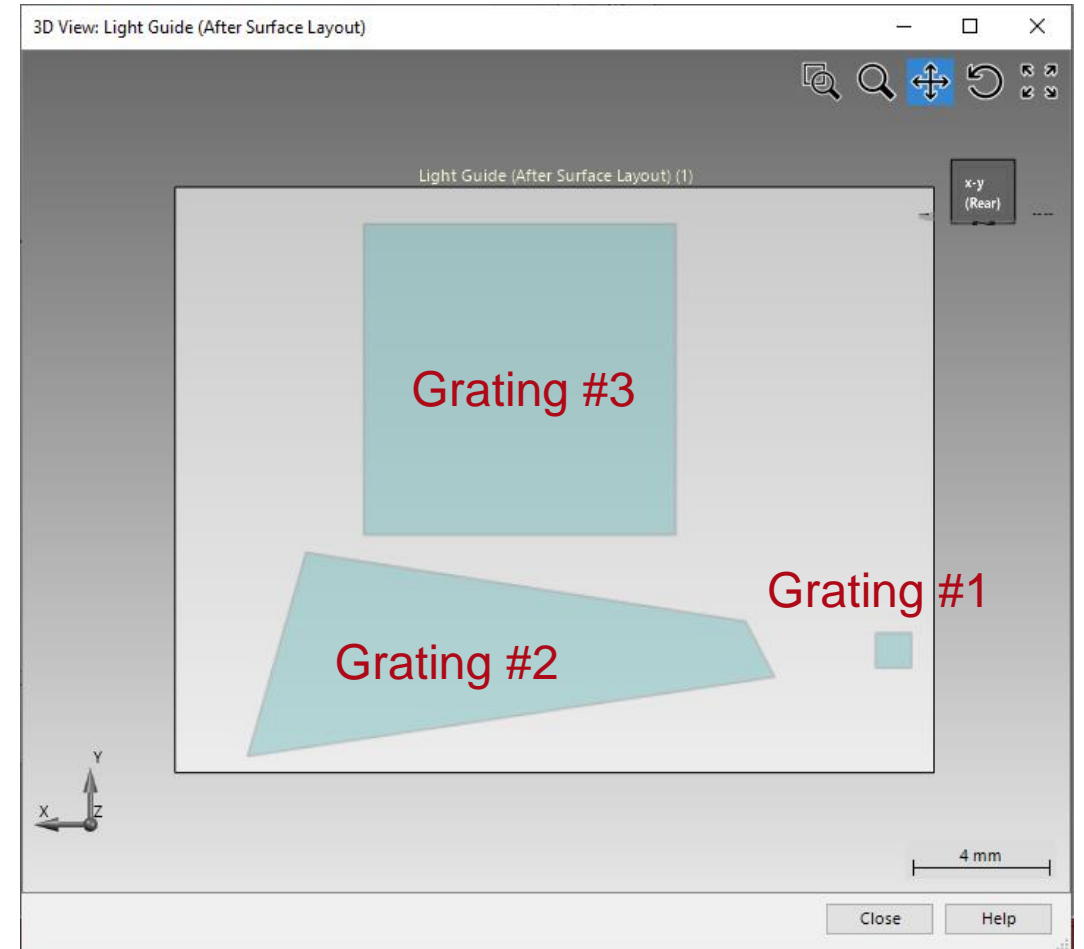 3D View: Light Guide (After Surface Layout)
Light Guide (After Surface Layout) (1)
x-y
(Rear)
Grating #3
Grating #1
Grating #2
Y
X
Z
4 mm
Close
Help